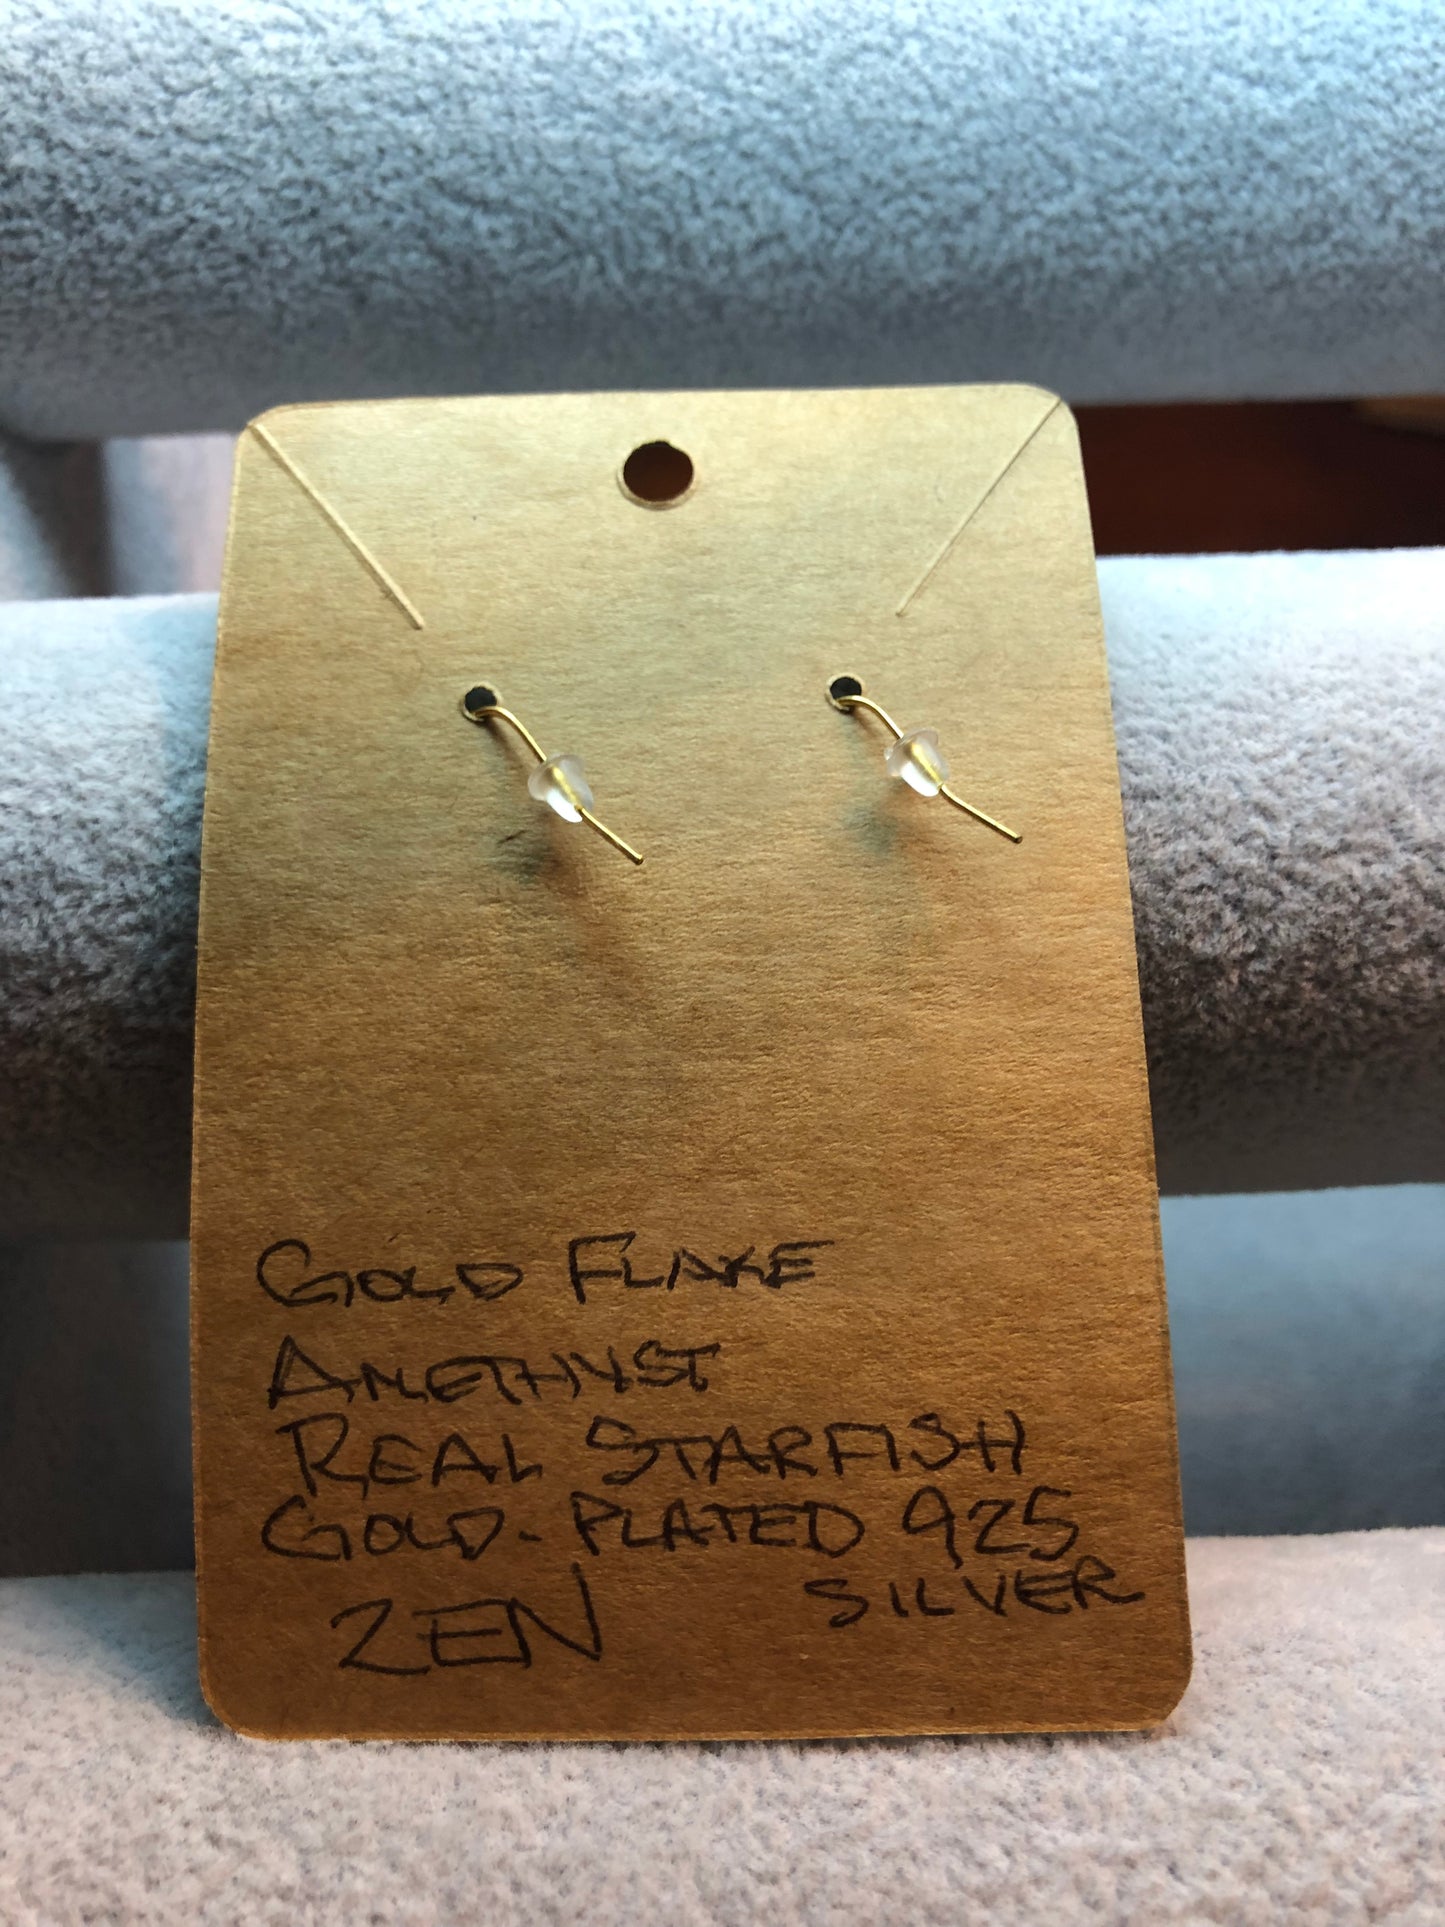 GOLD FLAKE
AMETHYST
REAL STARFISH
GOLD-PLATED 925
SILVER
ZEN